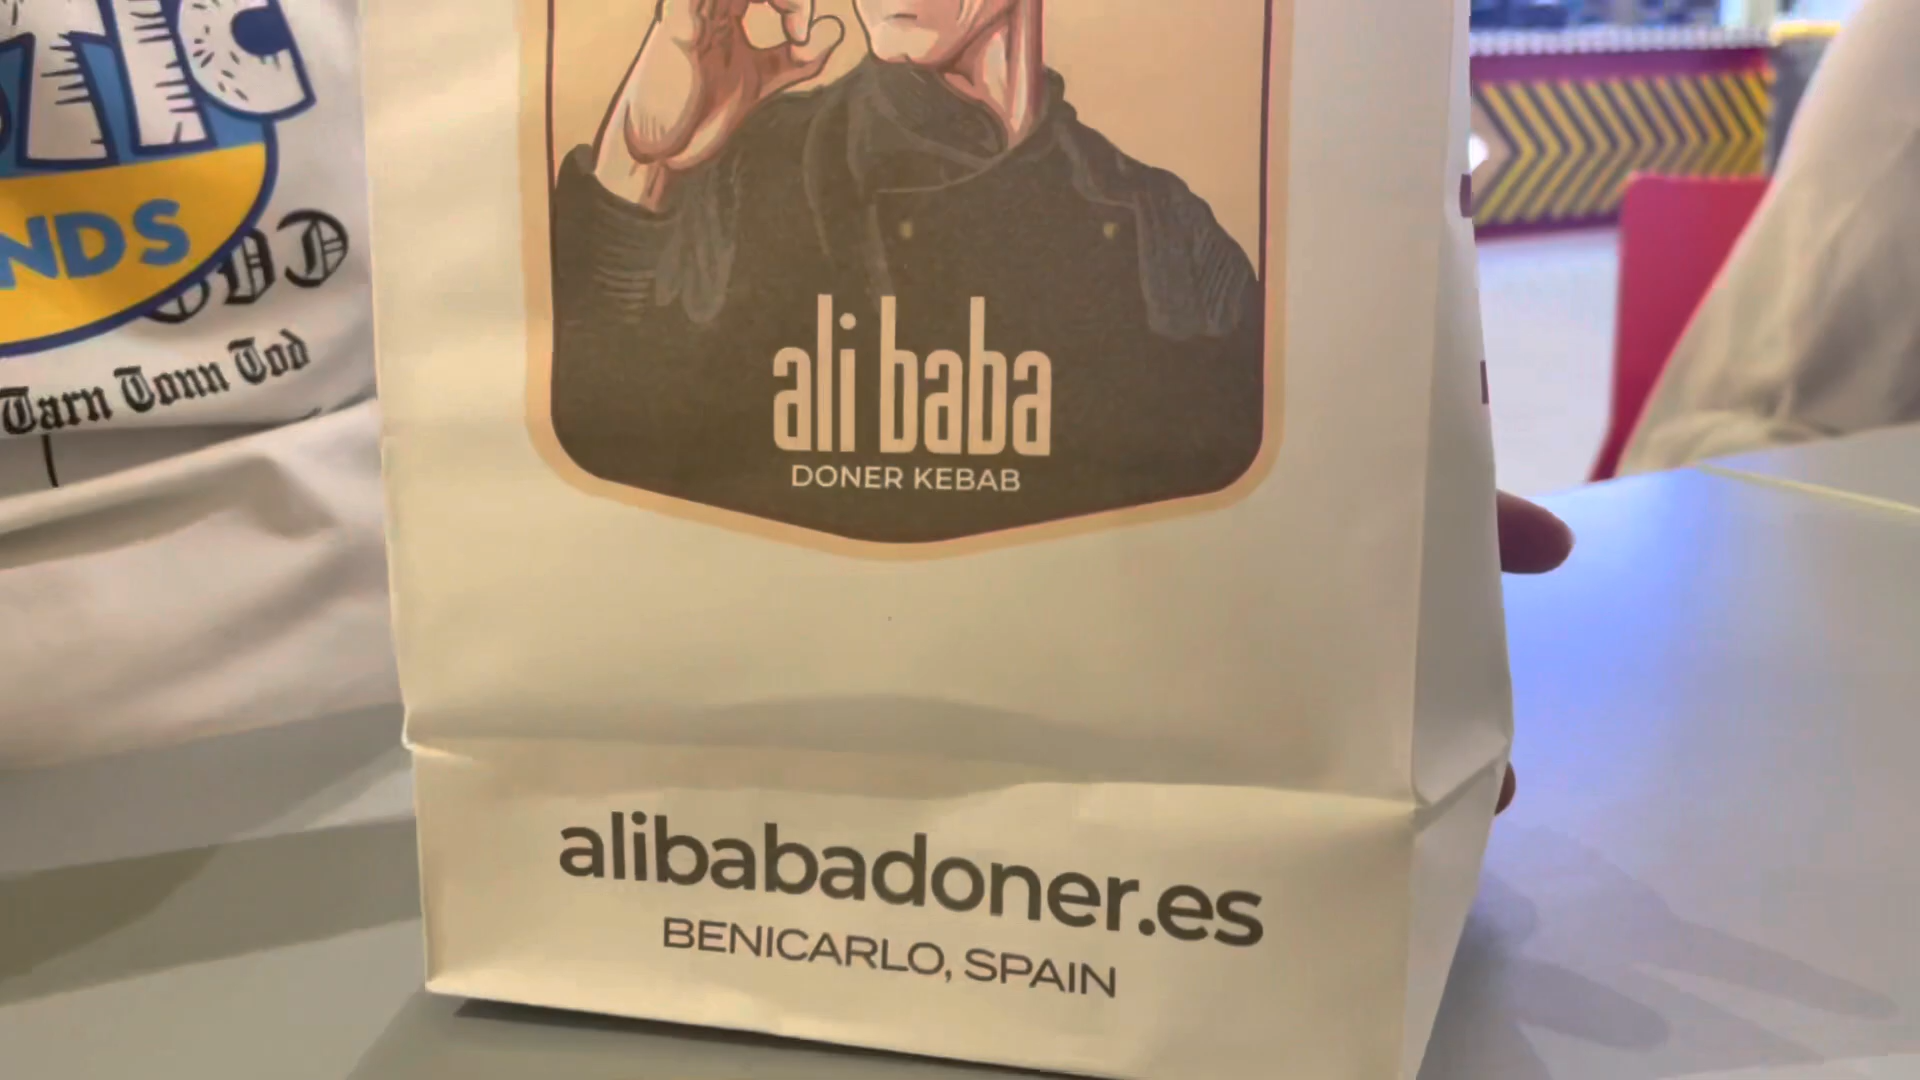 NDS
Tarn Tonn Tod
ali baba
DONER KEBAB
alibabadoner.es
BENICARLO, SPAIN